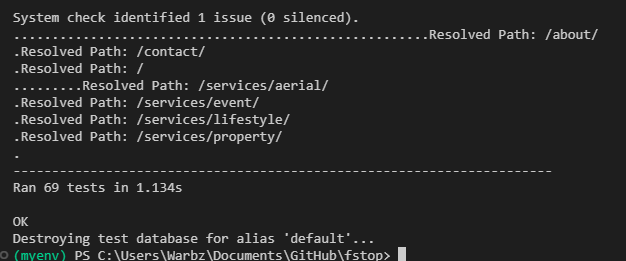 System check identified 1 issue (0 silenced).
......................................................Resolved Path: /about/
.Resolved Path: /contact/
.Resolved Path: /
.........Resolved Path: /services/aerial/
.Resolved Path: /services/event/
.Resolved Path: /services/lifestyle/
.Resolved Path: /services/property/
.
----------------------------------------------------------------------
Ran 69 tests in 1.134s
OK
Destroying test database for alias 'default'...
(myenv) PS C:\Users\Warbz\Documents\GitHub\fstop>